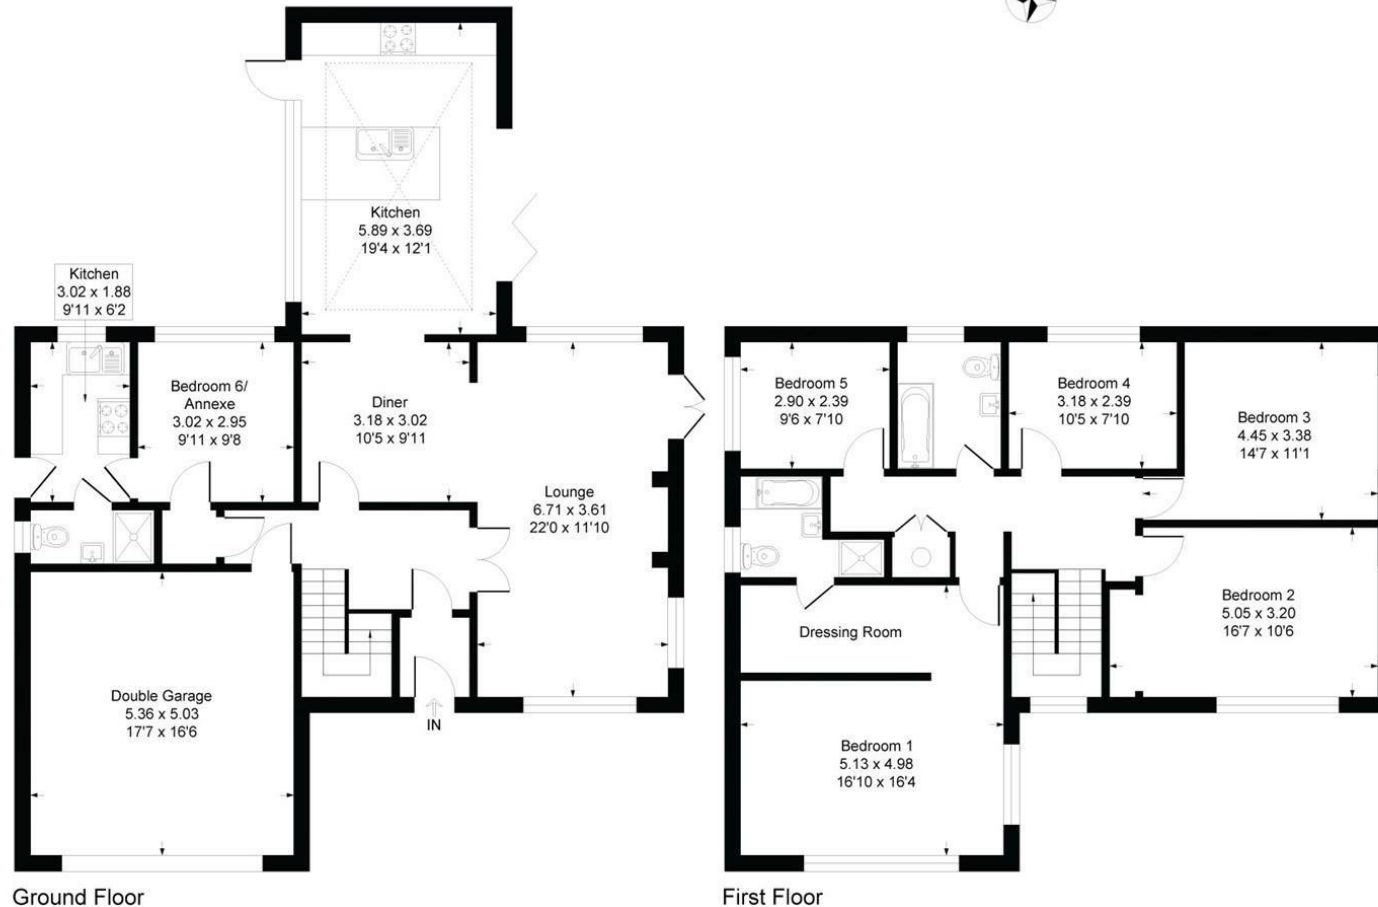 Kitchen
5.89 x 3.69
19'4 x 12'1
Kitchen
3.02 x 1.88
9'11 x 6'2
Bedroom 6/
Annexe
3.02 x 2.95
9'11 x 9'8
Diner
3.18 x 3.02
10'5 x 9'11
Lounge
6.71 x 3.61
22'0 x 11'10
Double Garage
5.36 x 5.03
17'7 x 16'6
IN
Ground Floor
Bedroom 5
2.90 x 2.39
9'6 x 7'10
Bedroom 4
3.18 x 2.39
10'5 x 7'10
Bedroom 3
4.45 x 3.38
14'7 x 11'1
Bedroom 2
5.05 x 3.20
16'7 x 10'6
Dressing Room
Bedroom 1
5.13 x 4.98
16'10 x 16'4
First Floor